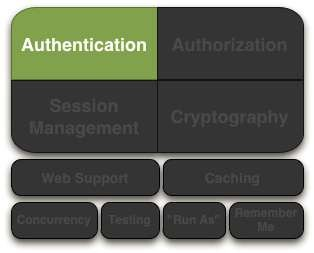 Authentication
Authorization
Session
Management
Cryptography
Web Support
Caching
Concurrency
Testing
"Run As"
Remember
Me